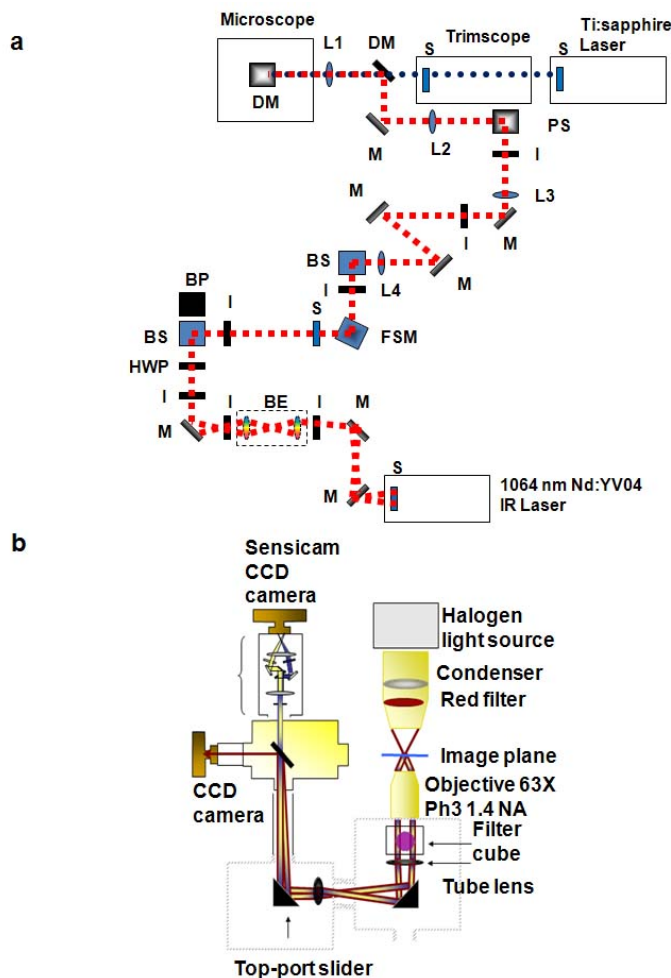 a
Microscope
L1
DM
Trimscope
Ti:sapphire
Laser
S
S
DM
M
L2
PS
I
M
L3
I
M
BS
L4
M
I
BP
I
S
FSM
BS
HWP
I
M
I
BE
I
M
S
M
1064 nm Nd:YV04
IR Laser
b
Sensicam
CCD
camera
Halogen
light source
Condenser
Red filter
Image plane
CCD
camera
Objective 63X
Ph3 1.4 NA
Filter
cube
Tube lens
Top-port slider